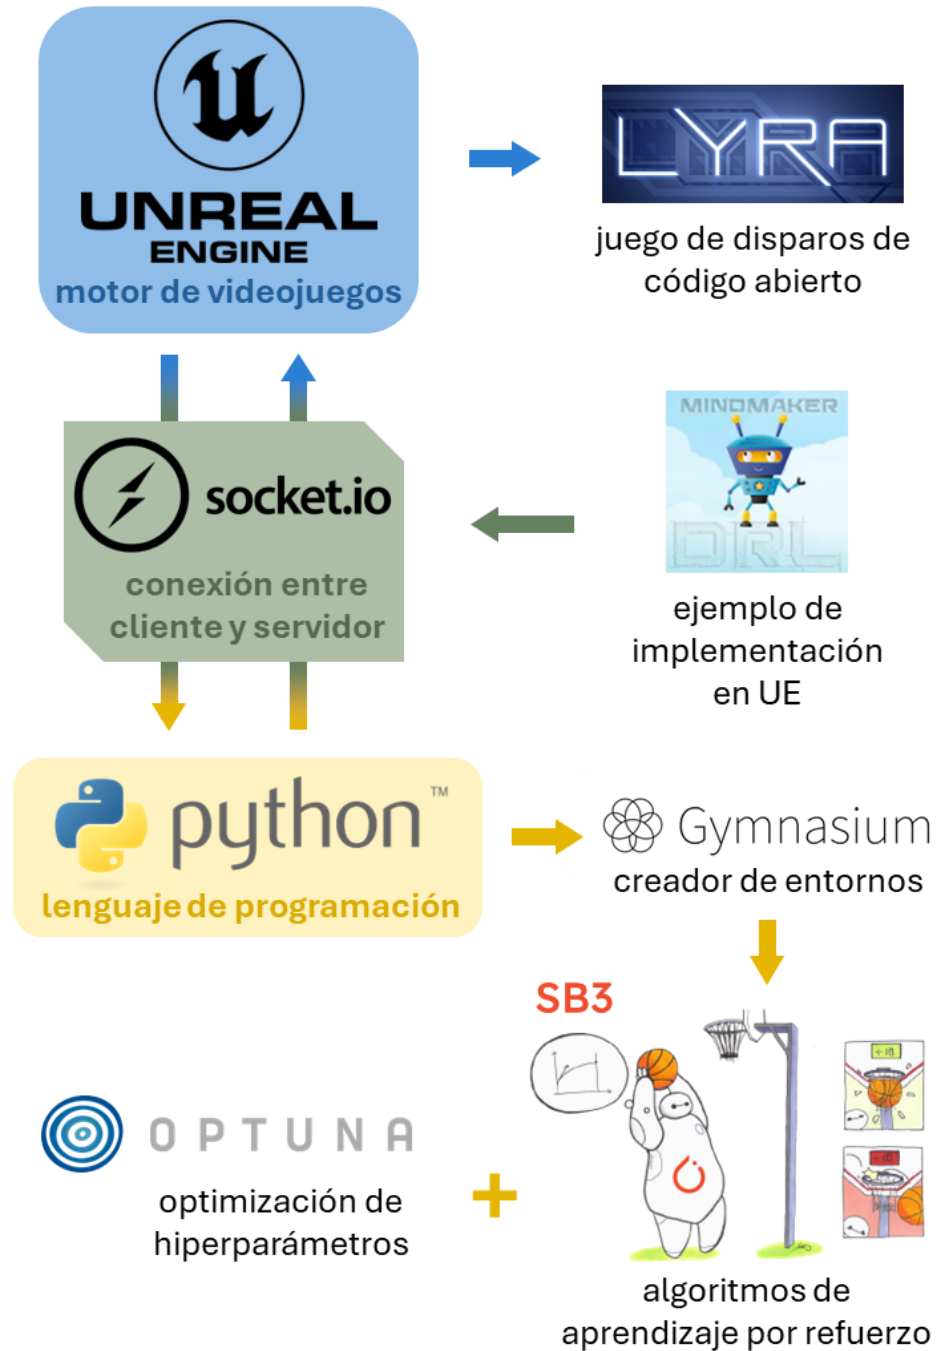 UNREAL
ENGINE
motor de videojuegos
LYRA
juego de disparos de
código abierto
socket.io
conexión entre
cliente y servidor
MINDMAKER
DRL
ejemplo de
implementación
en UE
python™
lenguaje de programación
Gymnasium
creador de entornos
SB3
+10
-10
OPTUNA
optimización de
hiperparámetros
+
algoritmos de
aprendizaje por refuerzo